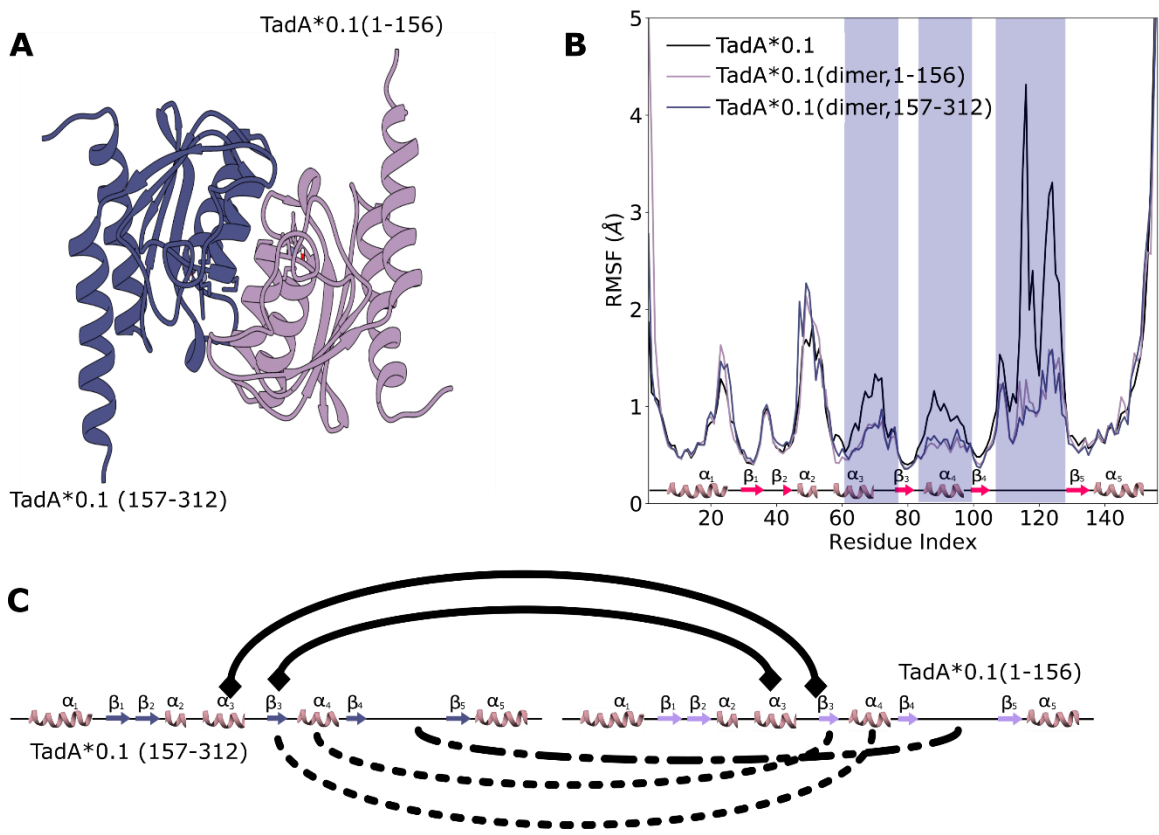 A
TadA*0.1(1-156)
TadA*0.1 (157-312)
B
TadA*0.1
TadA*0.1(dimer,1-156)
TadA*0.1(dimer,157-312)
RMSF (Å)
5
4
3
2
1
0
α₁ β₁ β₂ α₂ α₃ β₃ α₄ β₄ β₅ α₅
20 40 60 80 100 120 140
Residue Index
C
TadA*0.1(1-156)
α₁ β₁ β₂ α₂ α₃ β₃ α₄ β₄ β₅ α₅ α₁ β₁ β₂ α₂ α₃ β₃ α₄ β₄ β₅ α₅
TadA*0.1 (157-312)